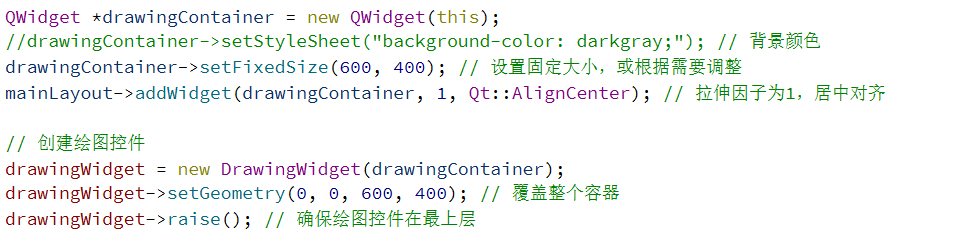 QWidget *drawingContainer = new QWidget(this);
//drawingContainer->setStyleSheet("background-color: darkgray;"); // 背景颜色
drawingContainer->setFixedSize(600, 400); // 设置固定大小，或根据需要调整
mainLayout->addWidget(drawingContainer, 1, Qt::AlignCenter); // 拉伸因子为1，居中对齐
// 创建绘图控件
drawingWidget = new DrawingWidget(drawingContainer);
drawingWidget->setGeometry(0, 0, 600, 400); // 覆盖整个容器
drawingWidget->raise(); // 确保绘图控件在最上层